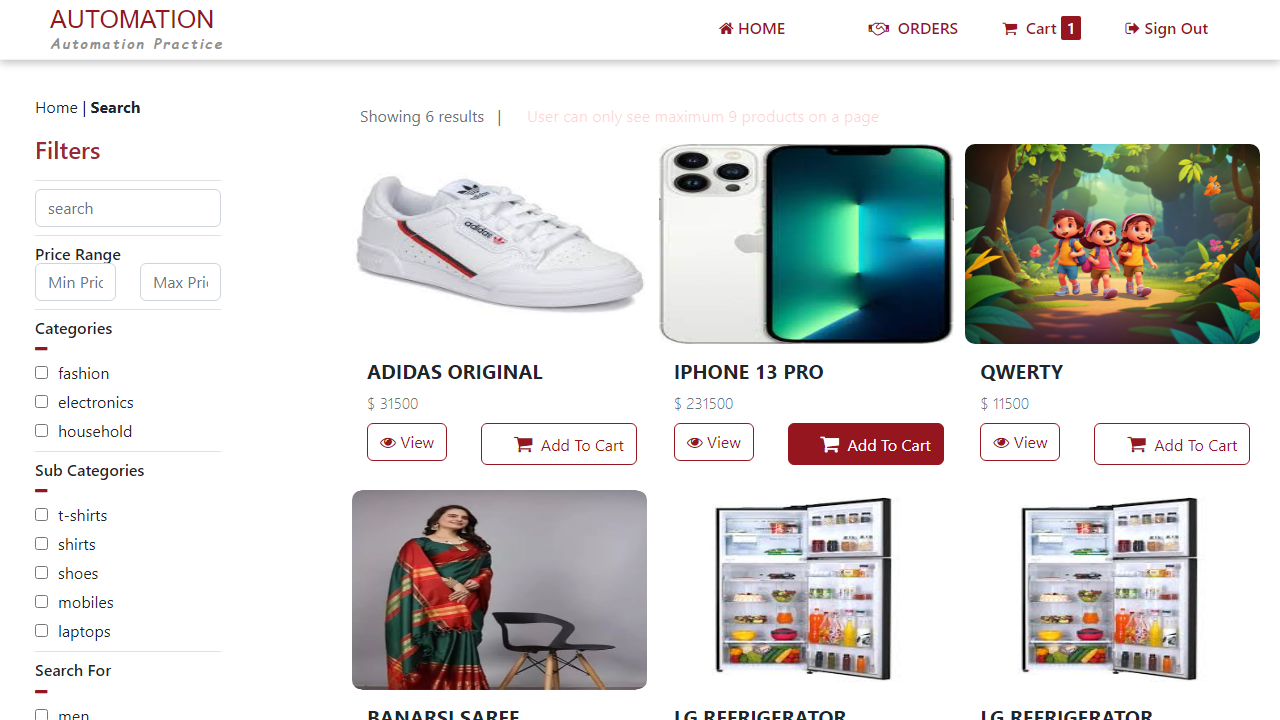 AUTOMATION
Automation Practice
HOME
ORDERS
Cart 1
Sign Out
Home | Search
Filters
search
Price Range
Min Pric
Max Pric
Categories
fashion
electronics
household
Sub Categories
t-shirts
shirts
shoes
mobiles
laptops
Search For
men
Showing 6 results |
User can only see maximum 9 products on a page
adidas
ADIDAS ORIGINAL
$ 31500
View
Add To Cart
IPHONE 13 PRO
$ 231500
View
Add To Cart
QWERTY
$ 11500
View
Add To Cart
BANARSI SAREE
LG REFRIGERATOR
LG REFRIGERATOR